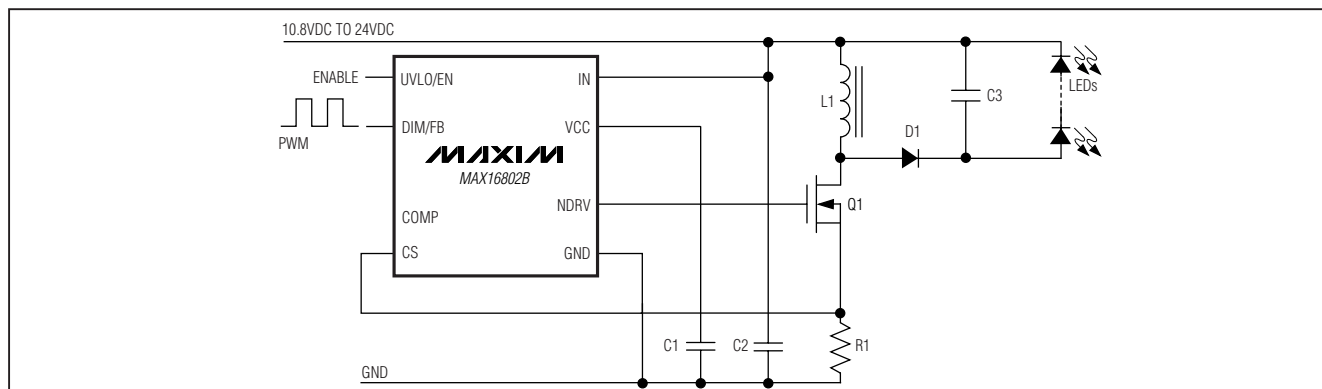 10.8VDC TO 24VDC
ENABLE
UVLO/EN
IN
LEDs
L1
C3
PWM
DIM/FB
VCC
D1
MAXIM
MAX16802B
NDRV
Q1
COMP
CS
GND
C1
C2
R1
GND